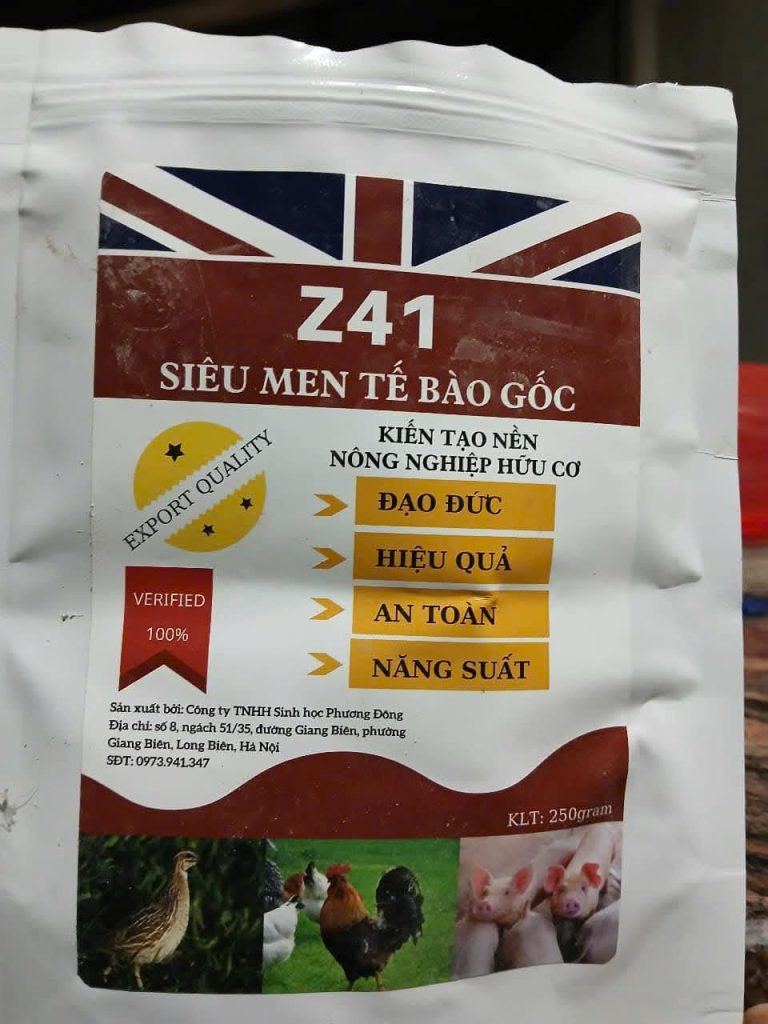 Z41
SIÊU MEN TẾ BÀO GỐC
EXPORT QUALITY
KIẾN TẠO NỀN
NÔNG NGHIỆP HỮU CƠ
ĐẠO ĐỨC
HIỆU QUẢ
AN TOÀN
NĂNG SUẤT
VERIFIED
100%
Sản xuất bởi: Công ty TNHH Sinh học Phương Đông
Địa chỉ: số 8, ngách 51/35, đường Giang Biên, phường
Giang Biên, Long Biên, Hà Nội
SĐT: 0973.941.347
KLT: 250gram